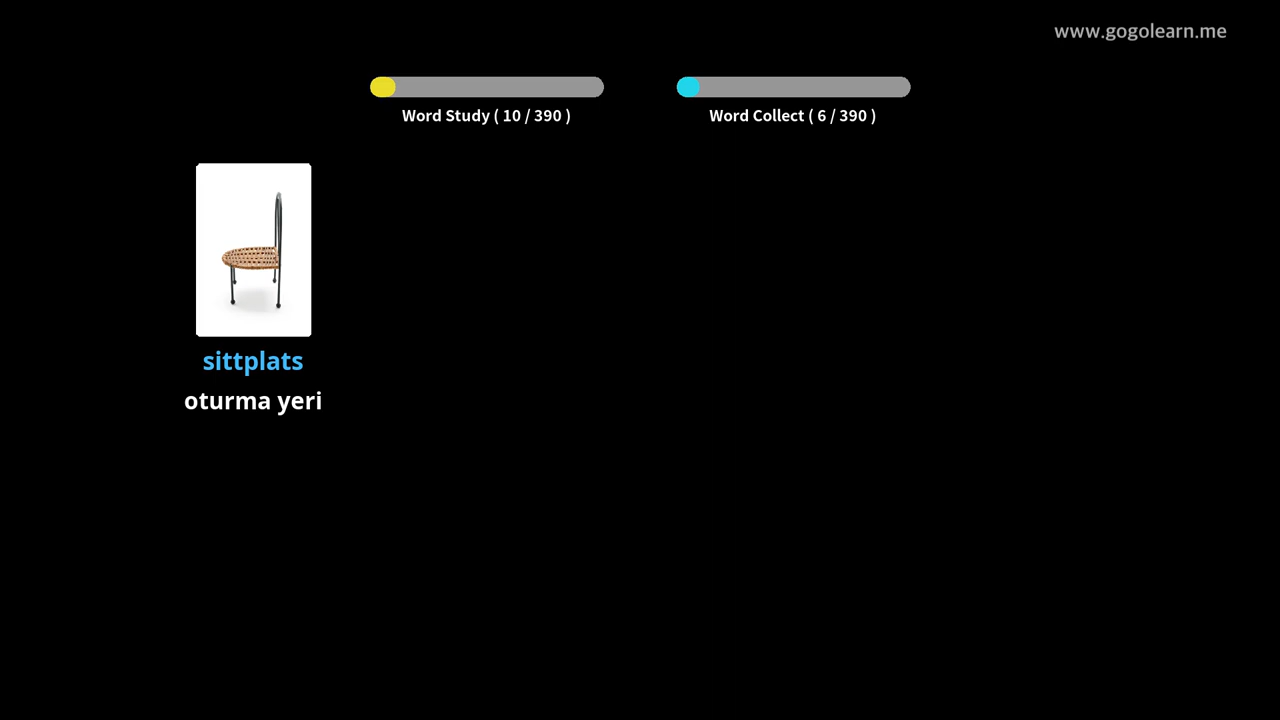 www.gogolearn.me
Word Study ( 10 / 390 )
Word Collect ( 6 / 390 )
sittplats
oturma yeri